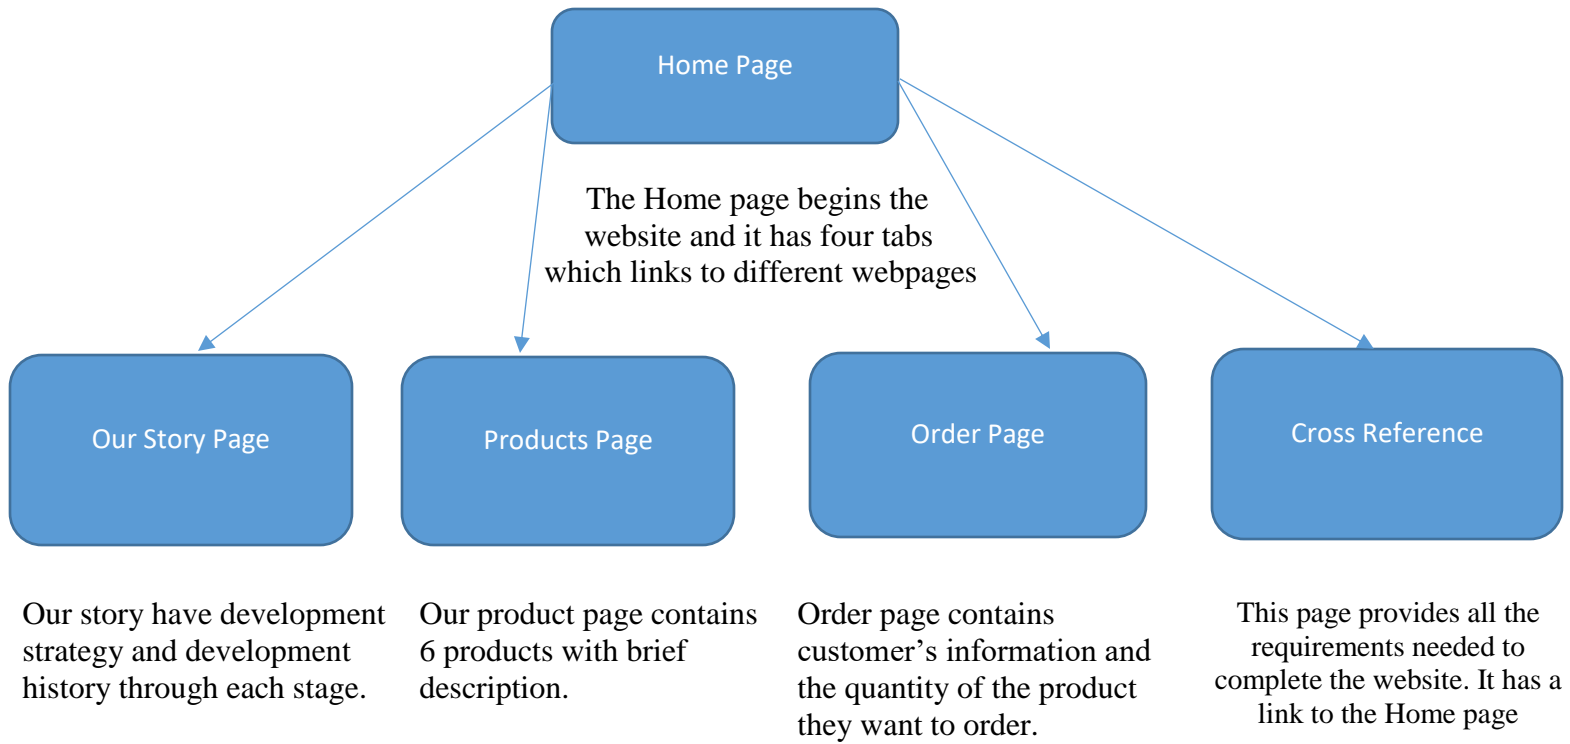 Home Page
The Home page begins the
website and it has four tabs
which links to different webpages
Our Story Page
Products Page
Order Page
Cross Reference
Our story have development
strategy and development
history through each stage.
Our product page contains
6 products with brief
description.
Order page contains
customer’s information and
the quantity of the product
they want to order.
This page provides all the
requirements needed to
complete the website. It has a
link to the Home page